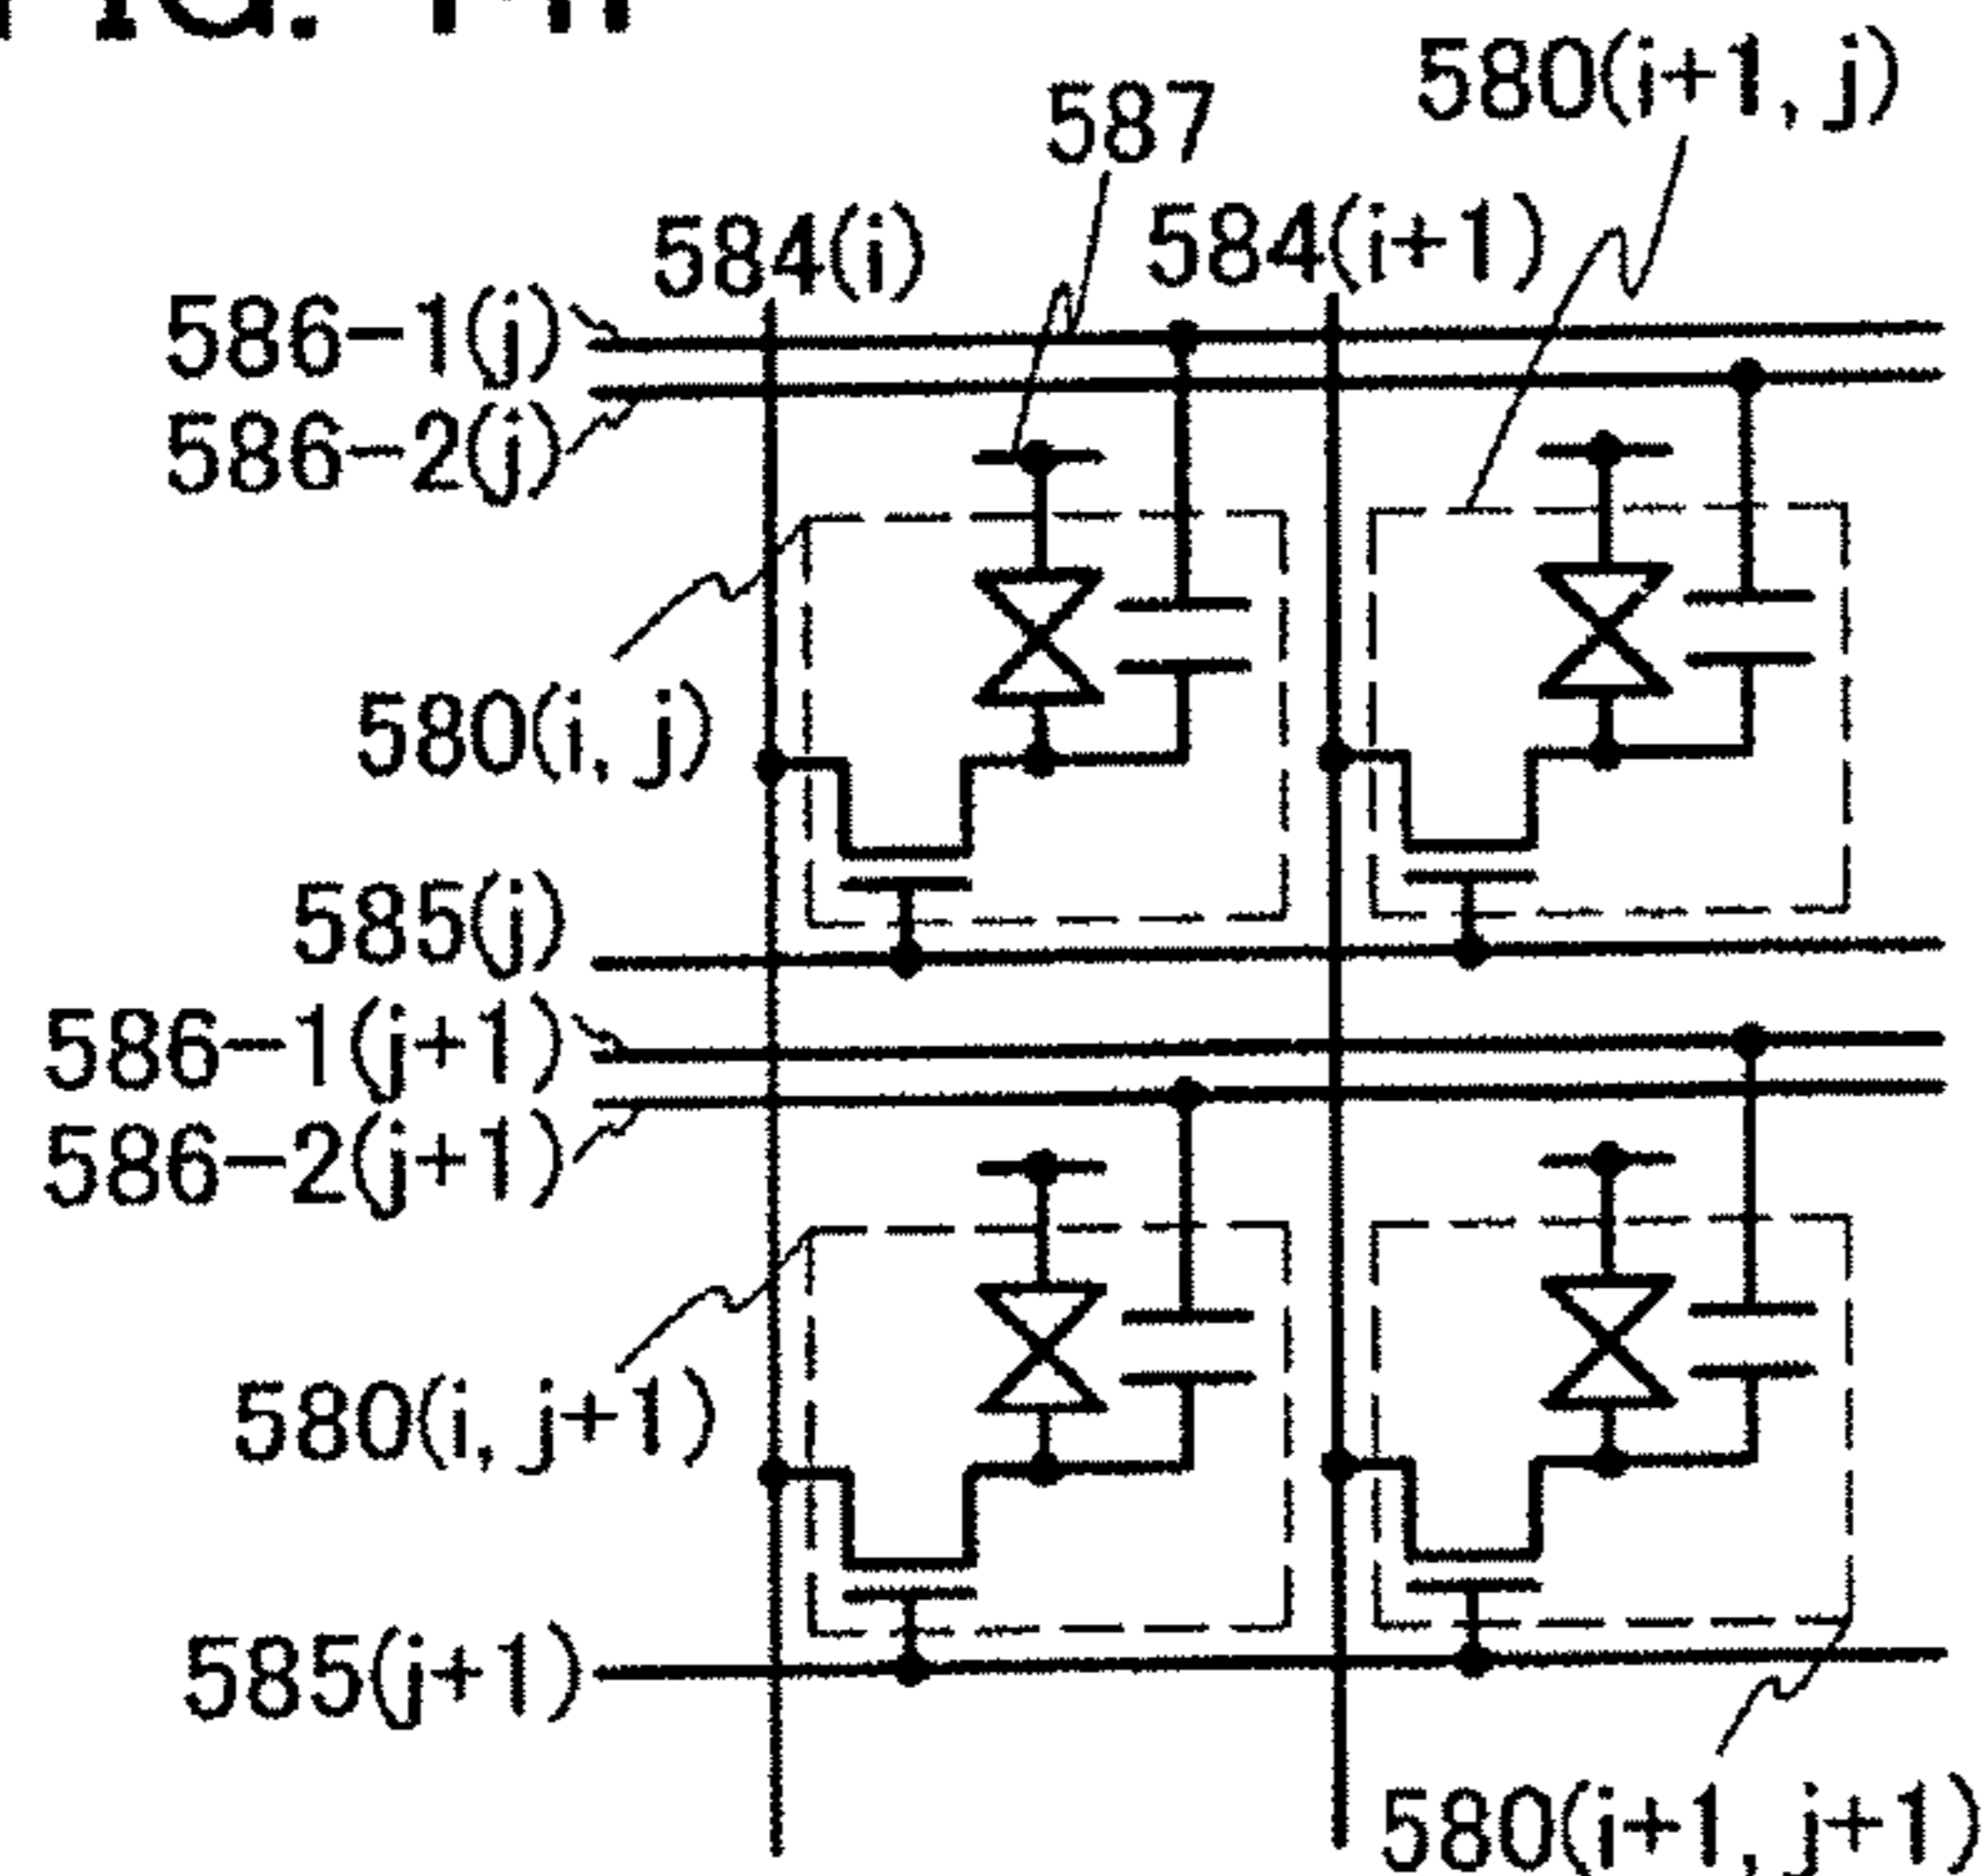 FIG.
587
580(i+1, j)
584(i)
584(i+1)
586-1(j)
586-2(j)
580(i, j)
585(j)
586-1(j+1)
586-2(j+1)
580(i, j+1)
585(j+1)
580(i+1, j+1)